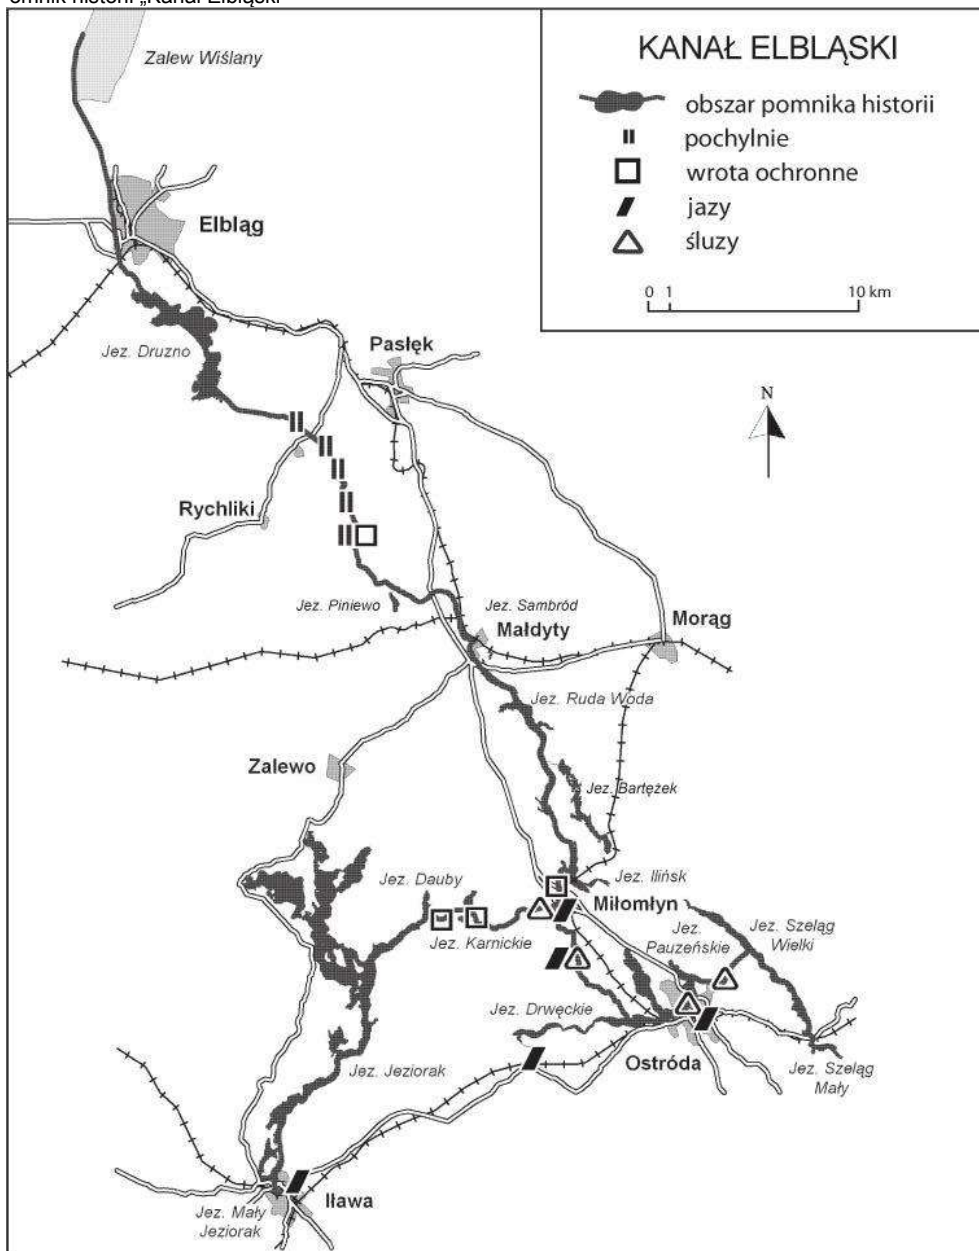 omnik historii „Kanał Elbląski"
Zalew Wiślany
KANAŁ ELBLĄSKI
obszar pomnika historii
pochylnie
wrota ochronne
jazy
śluzy
0 1 10 km
Elbląg
Jez. Druzno
Pasłęk
N
Rychliki
Jez. Piniewo
Jez. Sambród
Małdyty
Morąg
Jez. Ruda Woda
Zalewo
Jez. Bartężek
Jez. Dauby
Jez. Ilińsk
Miłomłyn
Jez. Karnickie
Jez.
Pauzeńskie
Jez. Szeląg
Wielki
Jez. Drwęckie
Ostróda
Jez. Szeląg
Mały
Jez. Jeziorak
Iława
Jez. Mały
Jeziorak